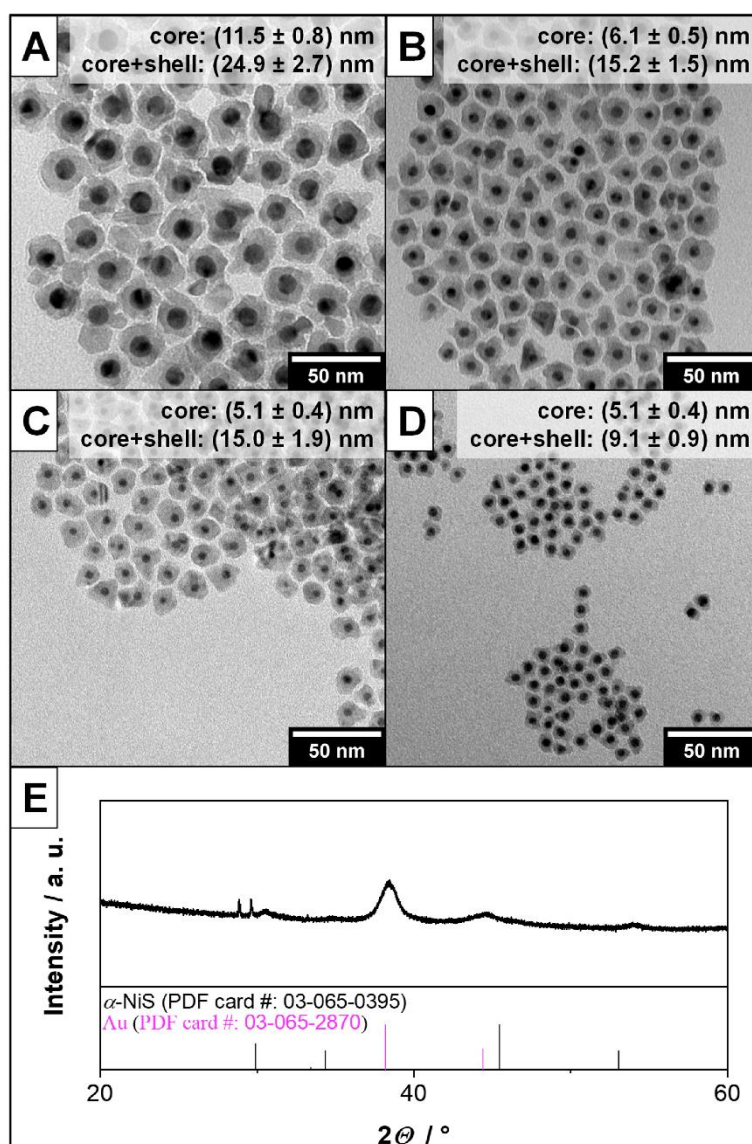 A
core: (11.5 ± 0.8) nm
core+shell: (24.9 ± 2.7) nm
50 nm
B
core: (6.1 ± 0.5) nm
core+shell: (15.2 ± 1.5) nm
50 nm
C
core: (5.1 ± 0.4) nm
core+shell: (15.0 ± 1.9) nm
50 nm
D
core: (5.1 ± 0.4) nm
core+shell: (9.1 ± 0.9) nm
50 nm
E
Intensity / a. u.
α-NiS (PDF card #: 03-065-0395)
Au (PDF card #: 03-065-2870)
20 40 60
2Θ / °